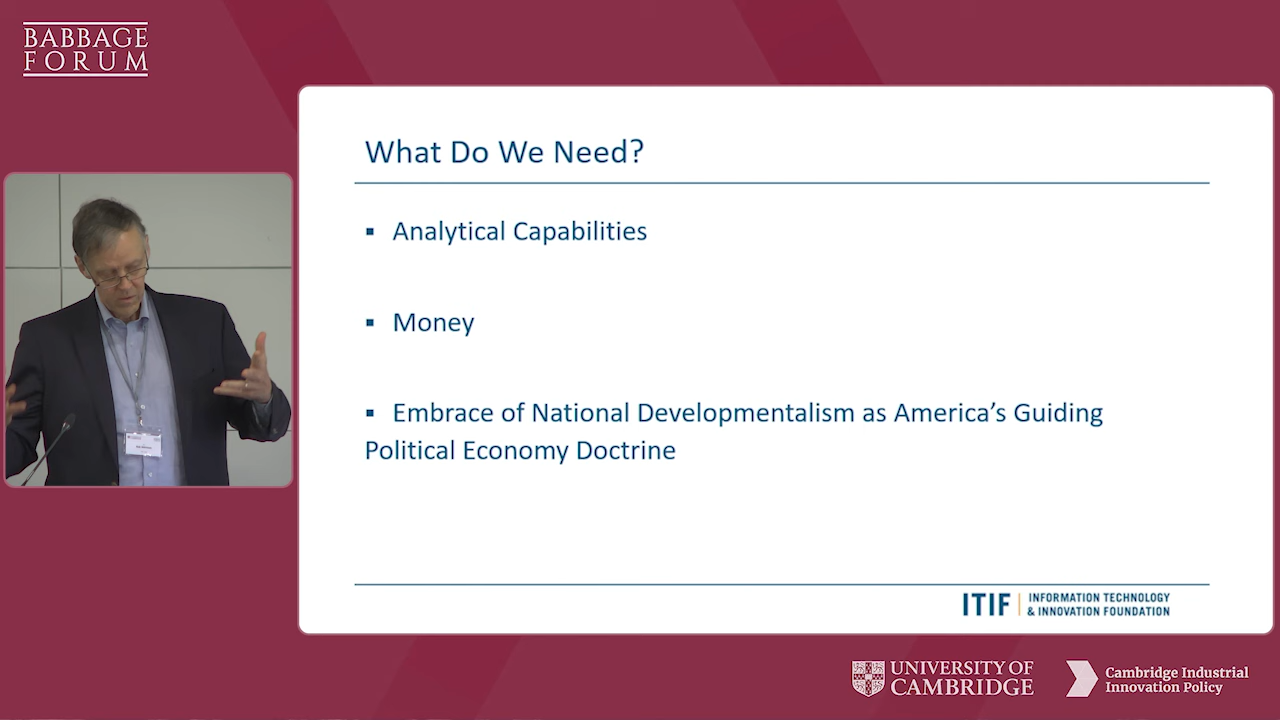 BABBAGE
FORUM
What Do We Need?
▪ Analytical Capabilities
▪ Money
▪ Embrace of National Developmentalism as America’s Guiding
Political Economy Doctrine
ITIF | INFORMATION TECHNOLOGY
& INNOVATION FOUNDATION
UNIVERSITY OF
CAMBRIDGE
Cambridge Industrial
Innovation Policy